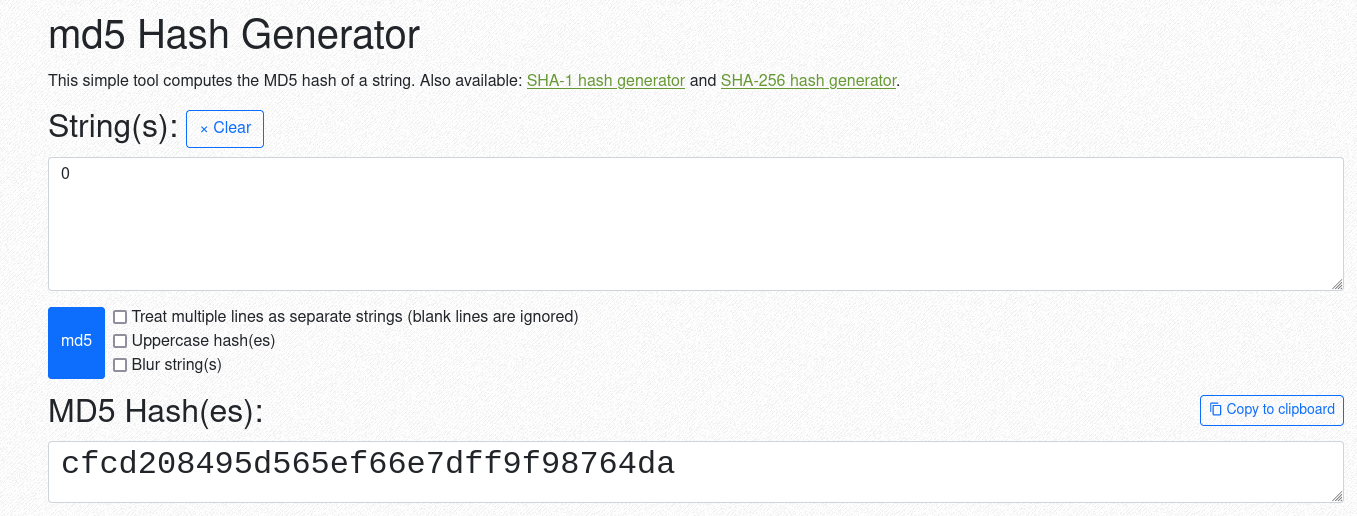 md5 Hash Generator
This simple tool computes the MD5 hash of a string. Also available: SHA-1 hash generator and SHA-256 hash generator.
String(s): × Clear
0
md5
Treat multiple lines as separate strings (blank lines are ignored)
Uppercase hash(es)
Blur string(s)
MD5 Hash(es):
Copy to clipboard
cfcd208495d565ef66e7dff9f98764da